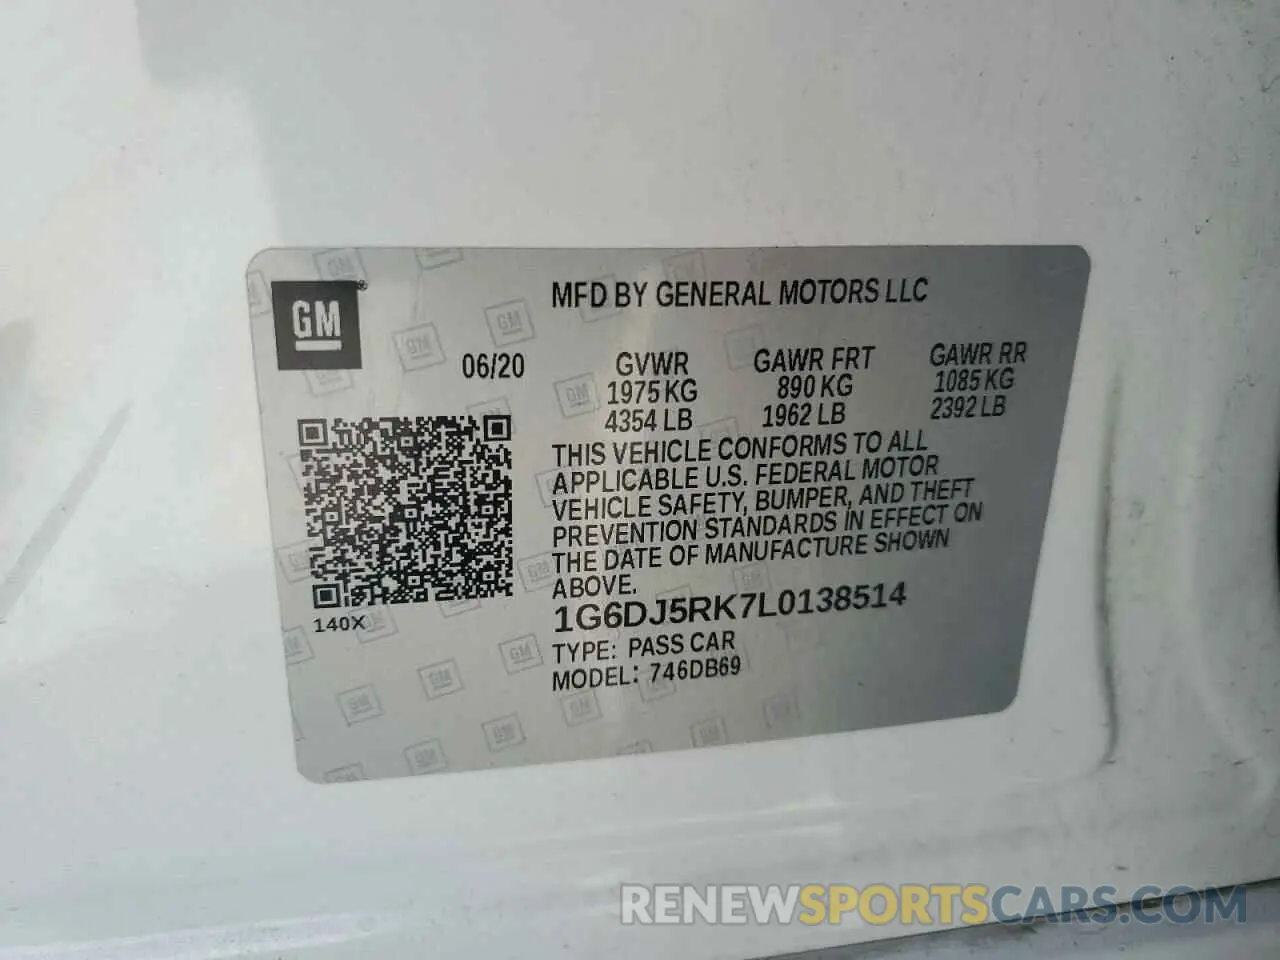 GM®
MFD BY GENERAL MOTORS LLC
06/20 GVWR GAWR FRT GAWR RR
1975 KG 890 KG 1085 KG
4354 LB 1962 LB 2392 LB
THIS VEHICLE CONFORMS TO ALL
APPLICABLE U.S. FEDERAL MOTOR
VEHICLE SAFETY, BUMPER, AND THEFT
PREVENTION STANDARDS IN EFFECT ON
THE DATE OF MANUFACTURE SHOWN
ABOVE.
1G6DJ5RK7L0138514
140X
TYPE: PASS CAR
MODEL: 746DB69
RENEWSPORTSCARS.COM